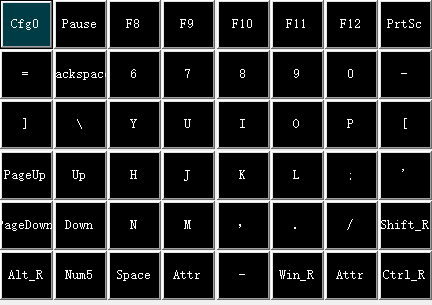 Cfg0 Pause F8 F9 F10 F11 F12 PrtSc
= ackspac 6 7 8 9 0 -
] \ Y U I O P [
PageUp Up H J K L ; '
PageDown Down N M , . / Shift_R
Alt_R Num5 Space Attr - Win_R Attr Ctrl_R